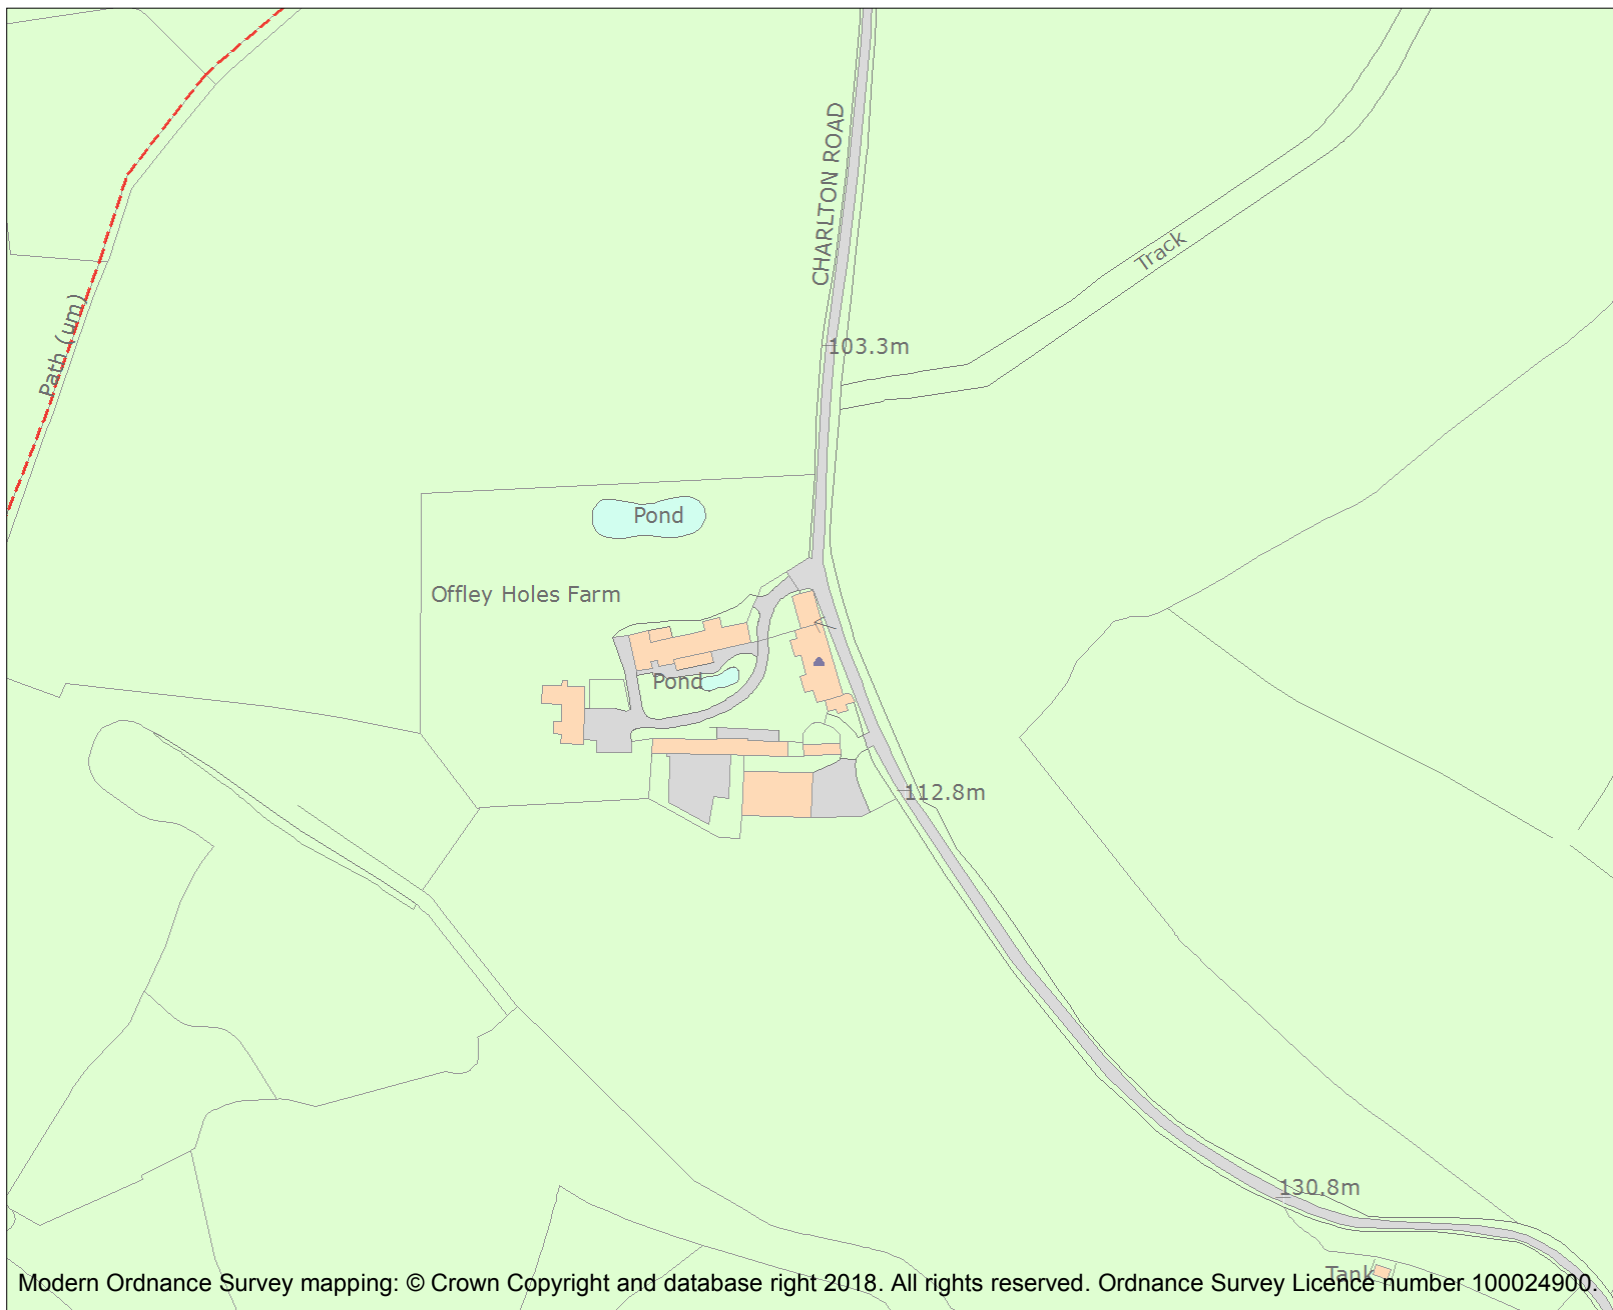 CHARLTON ROAD
Track
Path (um)
103.3m
Pond
Offley Holes Farm
Pond
112.8m
130.8m
Tank
Modern Ordnance Survey mapping: © Crown Copyright and database right 2018. All rights reserved. Ordnance Survey Licence number 100024900.